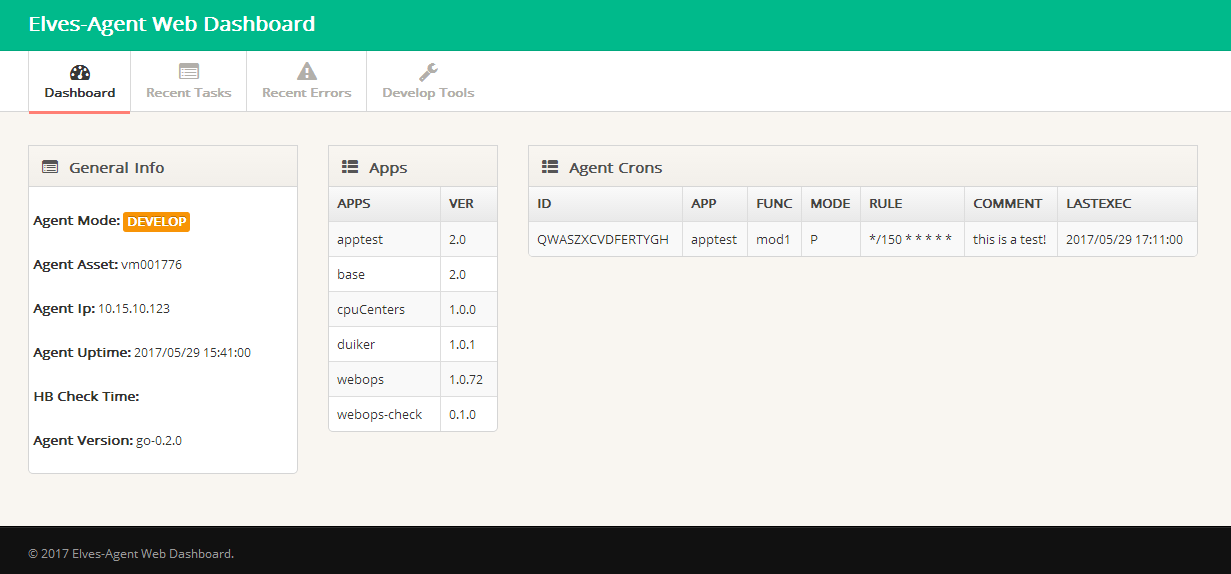 Elves-Agent Web Dashboard
Dashboard Recent Tasks Recent Errors Develop Tools
General Info
Agent Mode: DEVELOP
Agent Asset: vm001776
Agent Ip: 10.15.10.123
Agent Uptime: 2017/05/29 15:41:00
HB Check Time:
Agent Version: go-0.2.0
Apps
APPS VER
apptest 2.0
base 2.0
cpuCenters 1.0.0
duiker 1.0.1
webops 1.0.72
webops-check 0.1.0
Agent Crons
ID APP FUNC MODE RULE COMMENT LASTEXEC
QWASZXCVDFERTYGH apptest mod1 P */150 * * * * * this is a test! 2017/05/29 17:11:00
© 2017 Elves-Agent Web Dashboard.